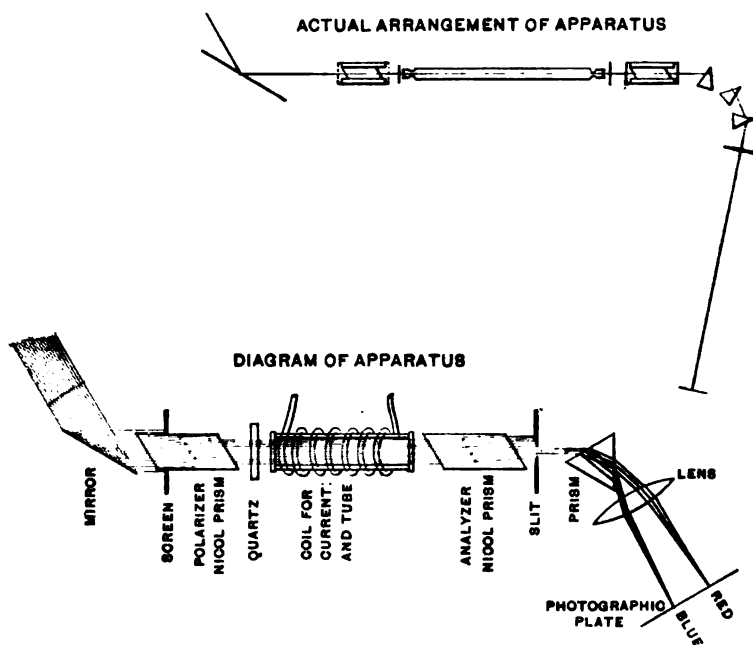 ACTUAL ARRANGEMENT OF APPARATUS
DIAGRAM OF APPARATUS
MIRROR
SCREEN
POLARIZER
NICOL PRISM
QUARTZ
COIL FOR
CURRENT:
AND TUBE
ANALYZER
NICOL PRISM
SLIT
PRISM
LENS
PHOTOGRAPHIC
PLATE
BLUE
RED